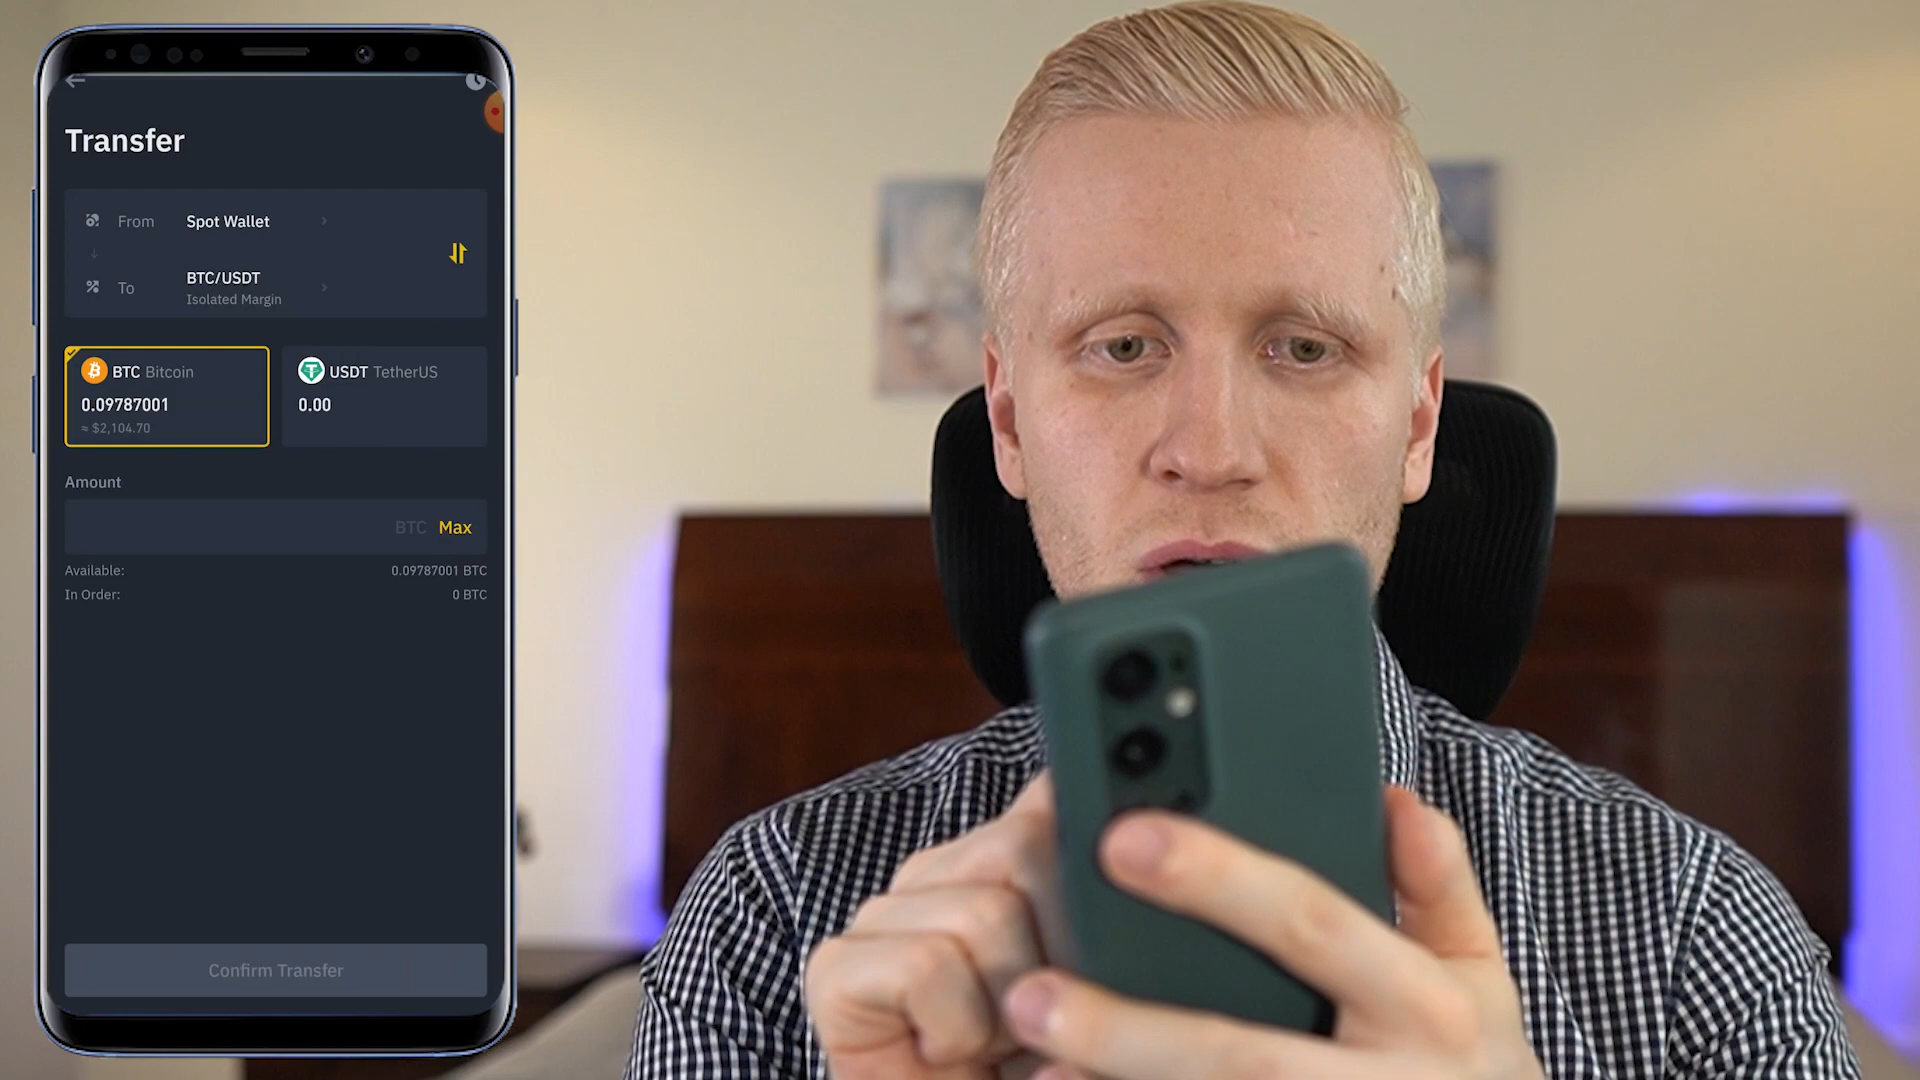 Transfer
From Spot Wallet
To BTC/USDT
Isolated Margin
BTC Bitcoin
0.09787001
≈ $2,104.70
USDT TetherUS
0.00
Amount
BTC Max
Available: 0.09787001 BTC
In Order: 0 BTC
Confirm Transfer